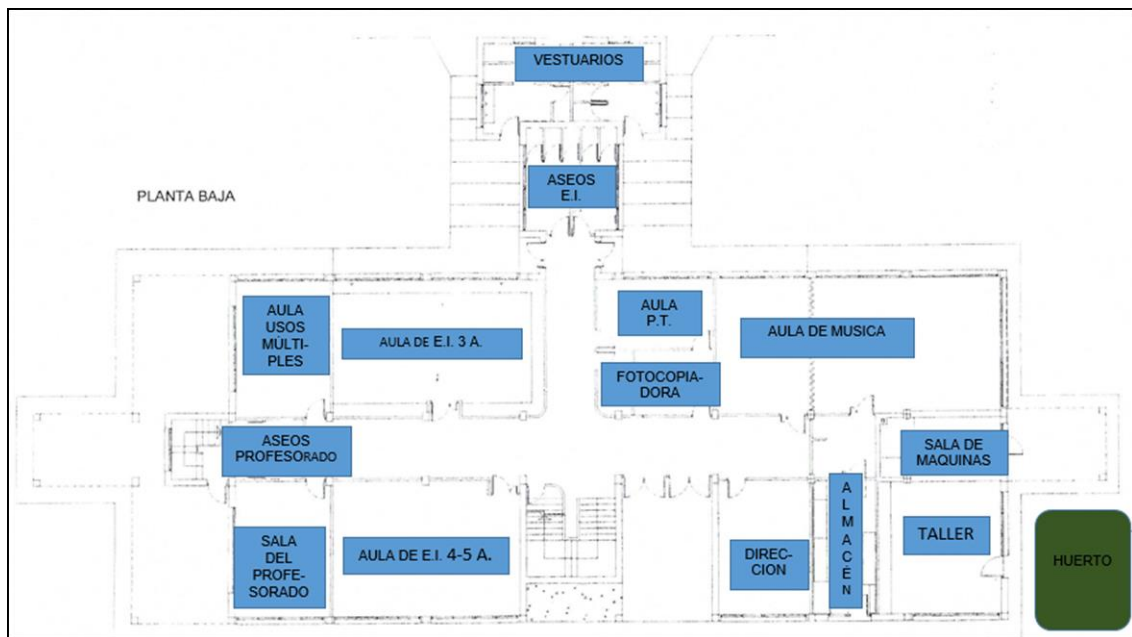 VESTUARIOS
ASEOS
E.I.
PLANTA BAJA
AULA
USOS
MÚLTI-
PLES
AULA DE E.I. 3 A.
AULA
P.T.
AULA DE MUSICA
FOTOCOPIA-
DORA
ASEOS
PROFESORADO
SALA DE
MAQUINAS
SALA
DEL
PROFE-
SORADO
AULA DE E.I. 4-5 A.
DIREC-
CION
ALMACÉN
TALLER
HUERTO